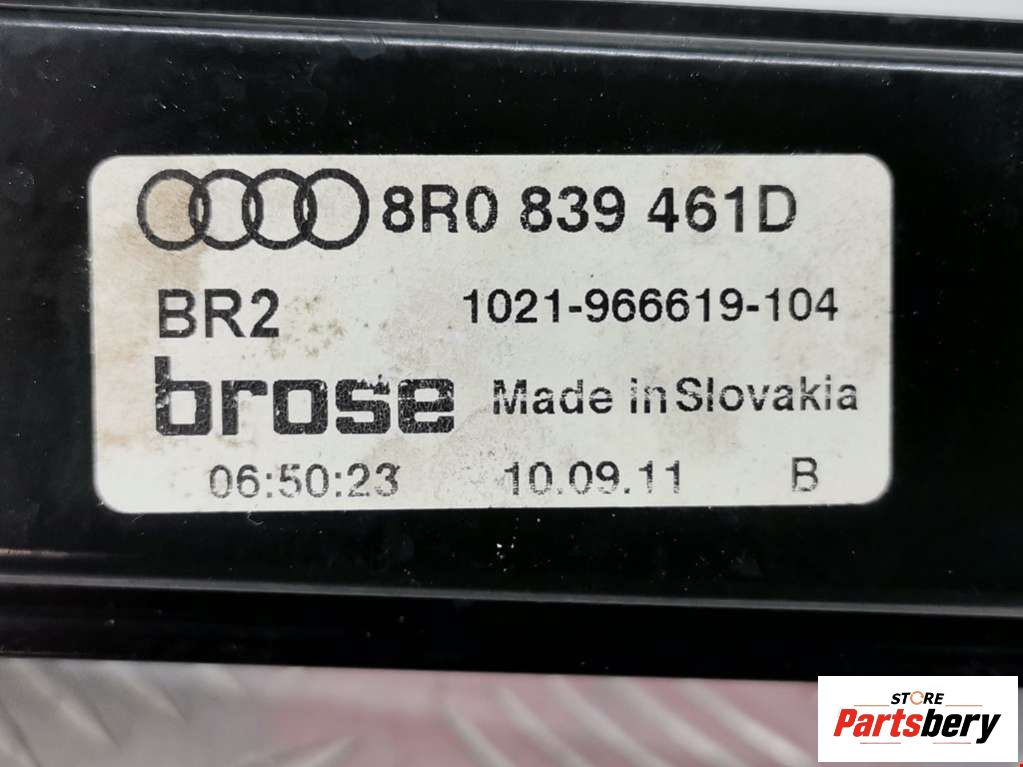 8R0 839 461D
BR2 1021-966619-104
brose Made in Slovakia
06:50:23 10.09.11 B
STORE
Partsbery